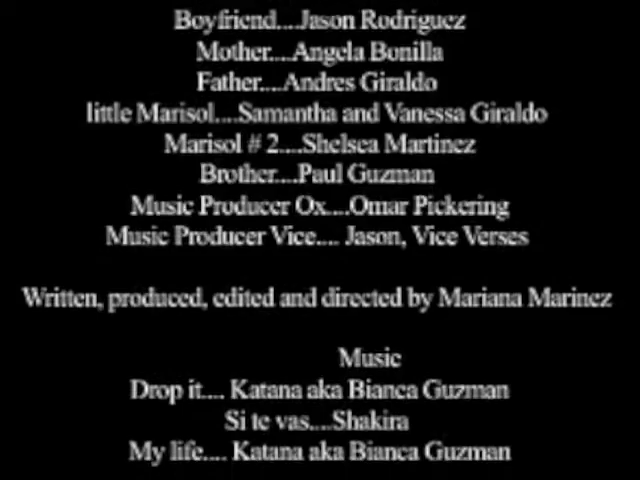 Boyfriend....Jason Rodriguez
Mother....Angela Bonilla
Father....Andres Giraldo
little Marisol....Samantha and Vanessa Giraldo
Marisol # 2....Shelsea Martinez
Brother....Paul Guzman
Music Producer Ox....Omar Pickering
Music Producer Vice.... Jason, Vice Verses
Written, produced, edited and directed by Mariana Marinez
Music
Drop it.... Katana aka Bianca Guzman
Si te vas....Shakira
My life.... Katana aka Bianca Guzman